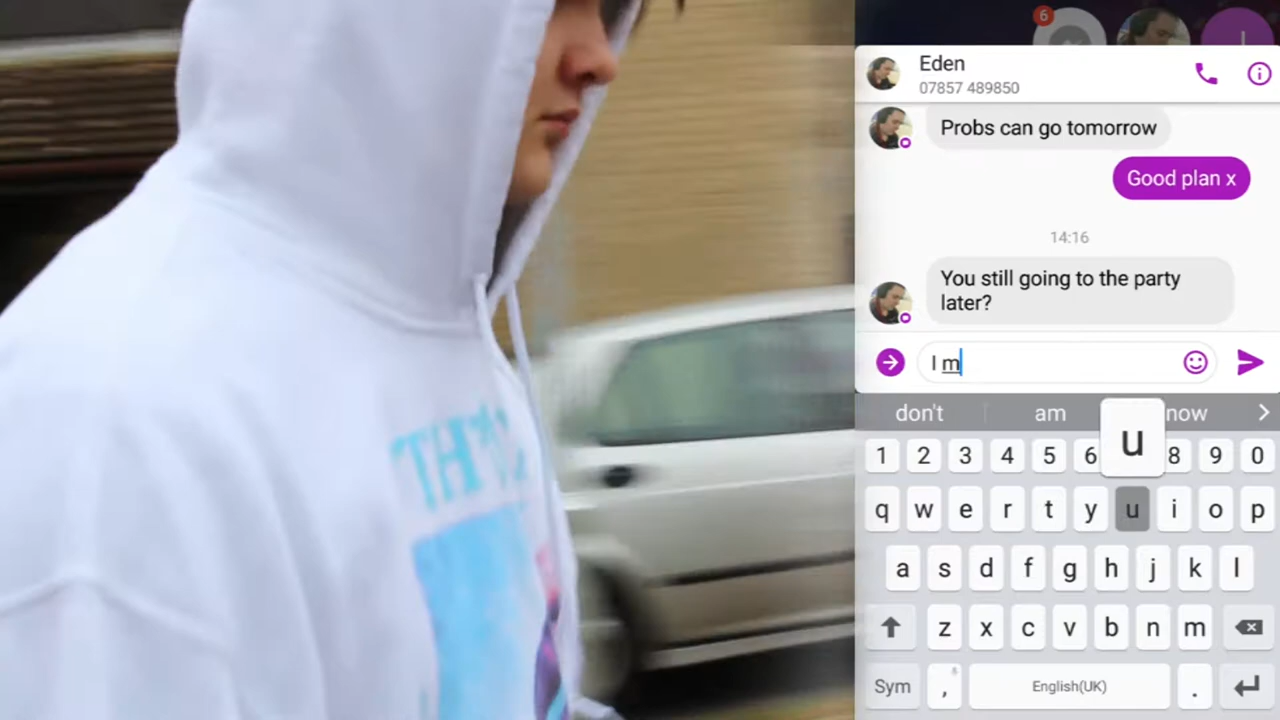 6
Eden
07857 489850
Probs can go tomorrow
Good plan x
14:16
You still going to the party
later?
I m
don't am now
u
1 2 3 4 5 6 8 9 0
q w e r t y u i o p
a s d f g h j k l
z x c v b n m
Sym , English(UK) .